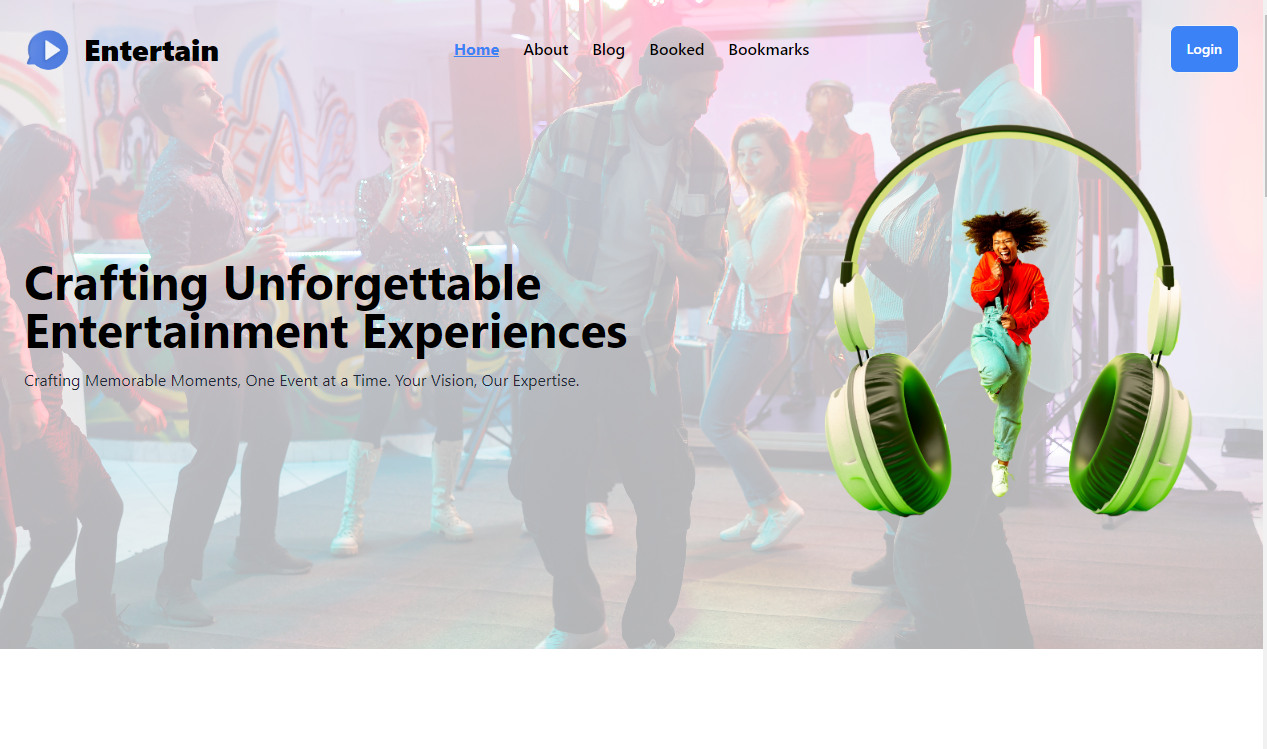 Entertain
Home
About
Blog
Booked
Bookmarks
Login
Crafting Unforgettable
Entertainment Experiences
Crafting Memorable Moments, One Event at a Time. Your Vision, Our Expertise.